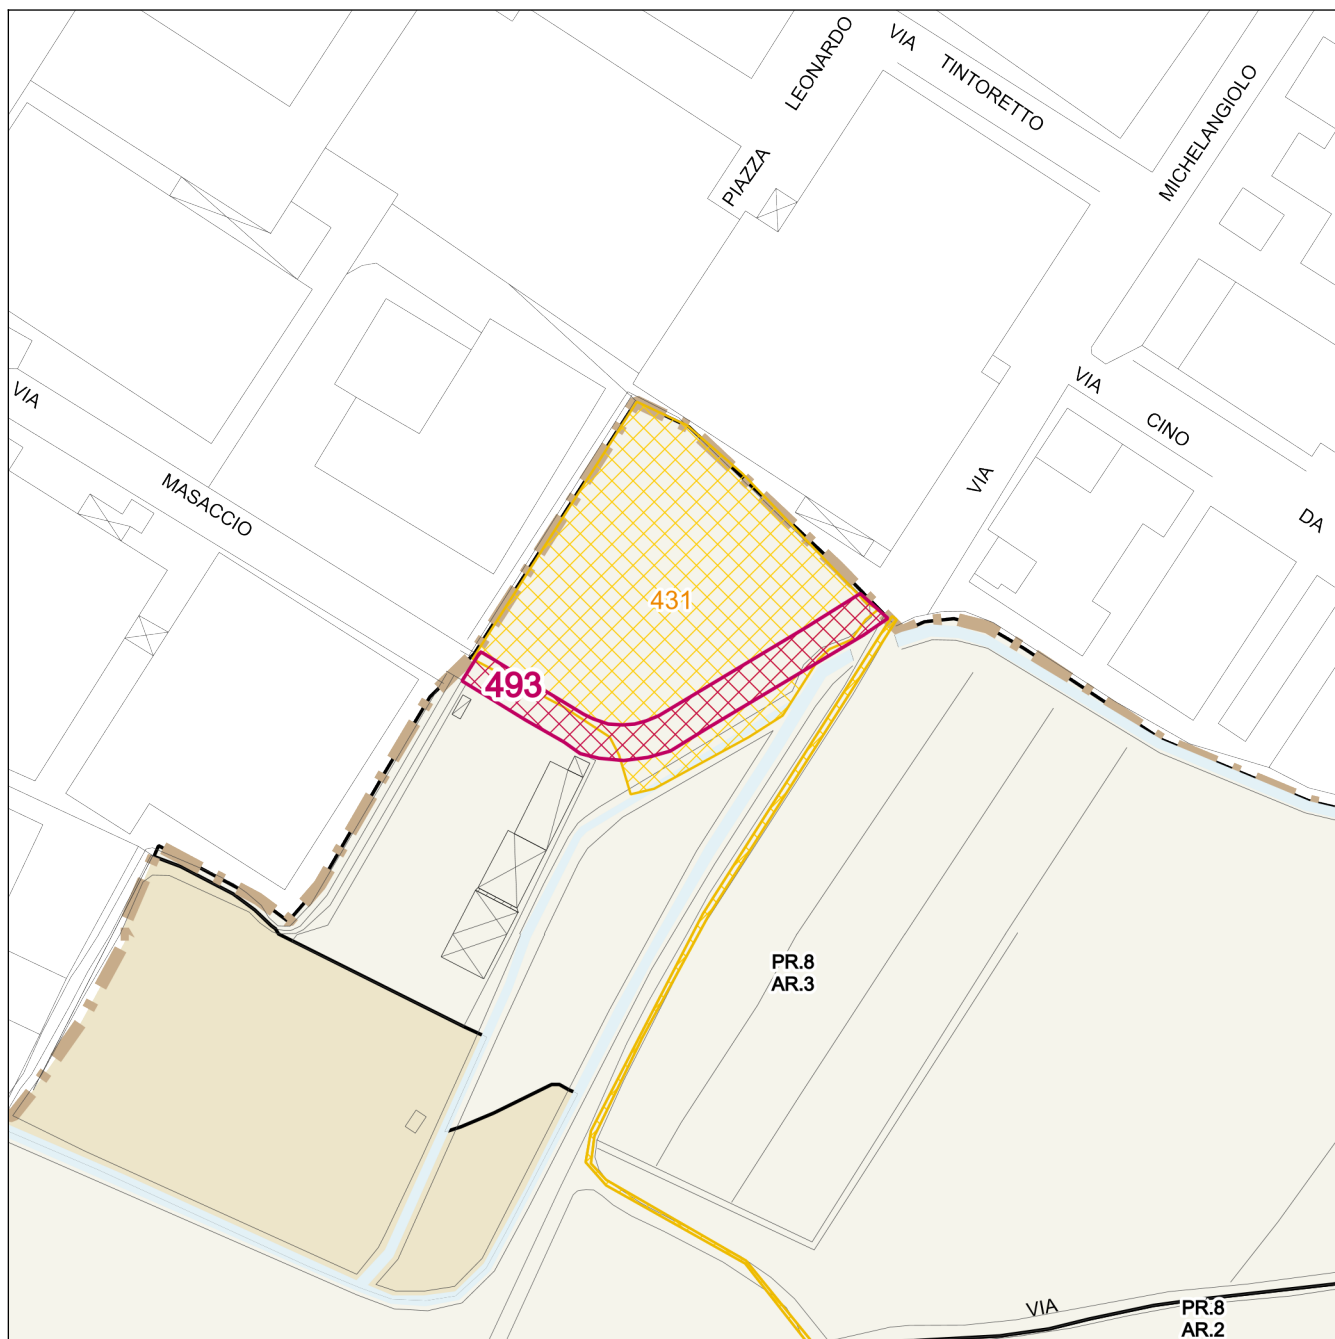 VIA
TINTORETTO
LEONARDO
PIAZZA
MICHELANGIOLO
VIA
MASACCIO
VIA
CINO
DA
VIA
431
493
PR.8
AR.3
VIA
PR.8
AR.2